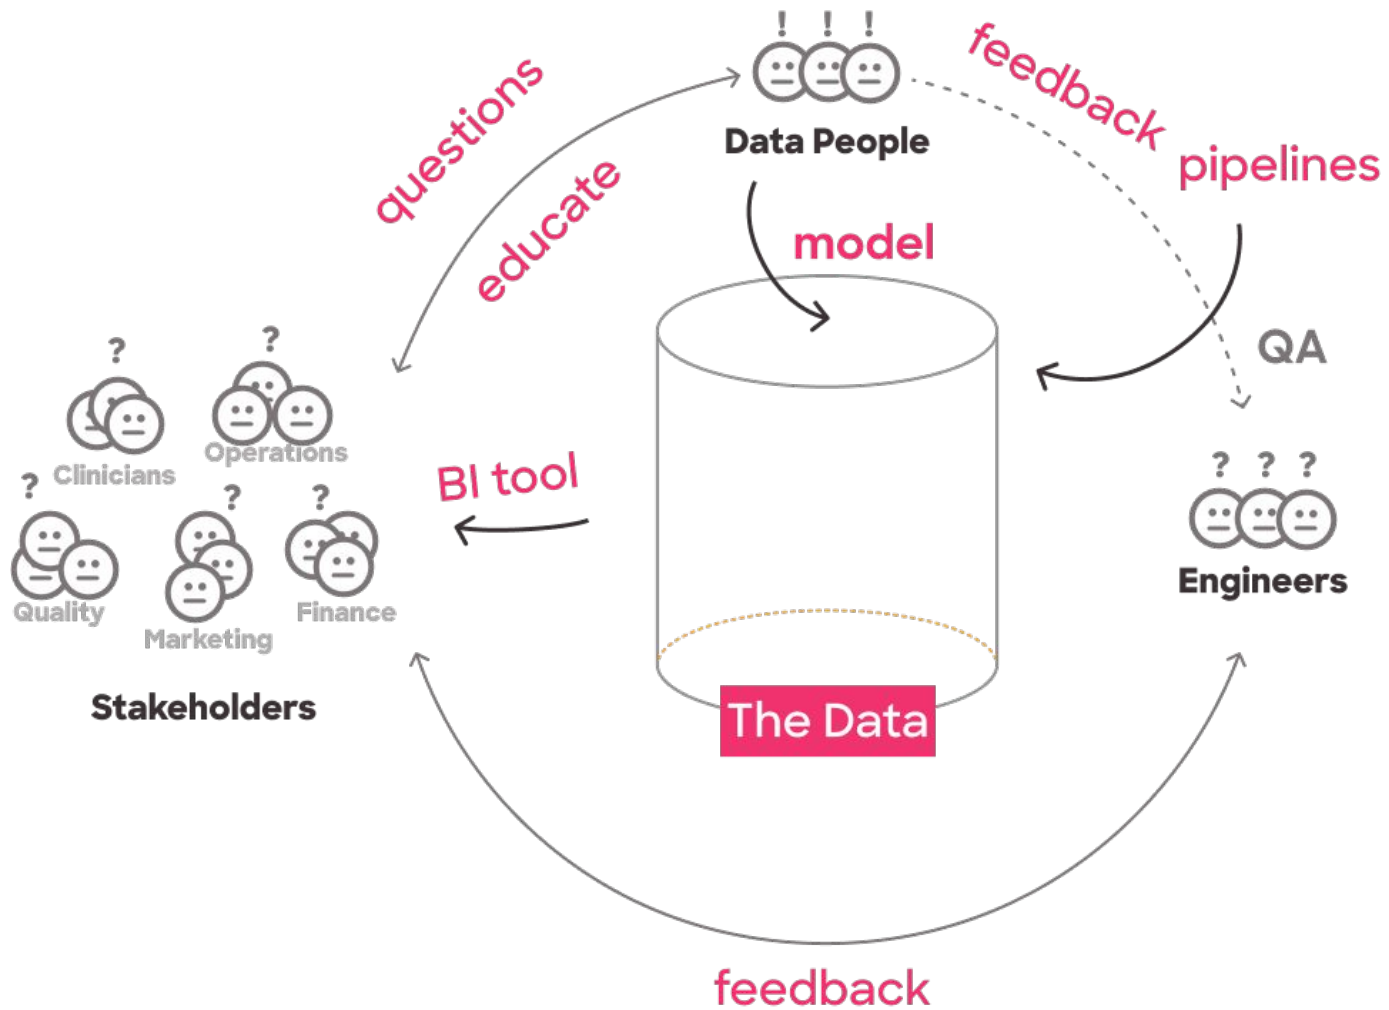 ! ! !
Data People
questions
educate
feedback
pipelines
model
QA
?
Clinicians
?
Operations
?
Quality
?
Marketing
?
Finance
Stakeholders
BI tool
? ? ?
Engineers
The Data
feedback